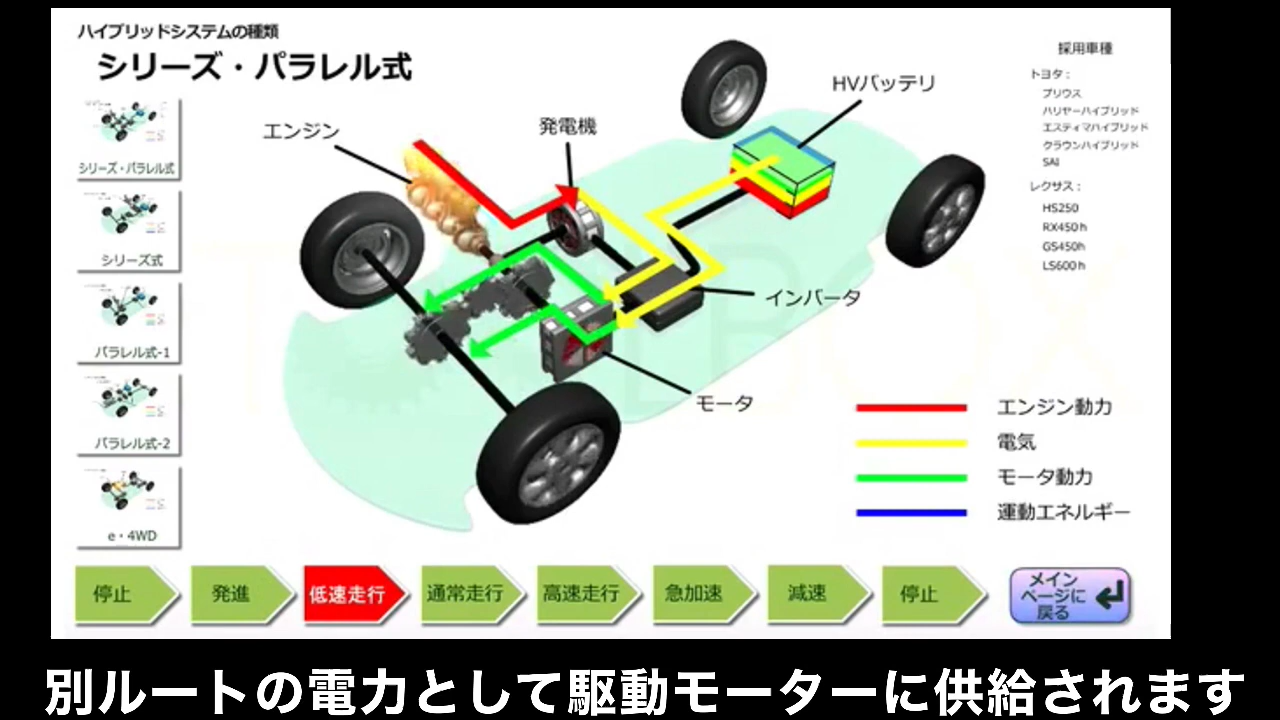 ハイブリッドシステムの種類
シリーズ・パラレル式
シリーズ・パラレル式
シリーズ式
パラレル式-1
パラレル式-2
e・4WD
エンジン
発電機
HVバッテリ
インバータ
モータ
採用車種
トヨタ：
プリウス
ハリヤーハイブリッド
エスティマハイブリッド
クラウンハイブリッド
SAI
レクサス：
HS250
RX450h
GS450h
LS600h
エンジン動力
電気
モータ動力
運動エネルギー
停止
発進
低速走行
通常走行
高速走行
急加速
減速
停止
メイン
ページに
戻る
別ルートの電力として駆動モーターに供給されます